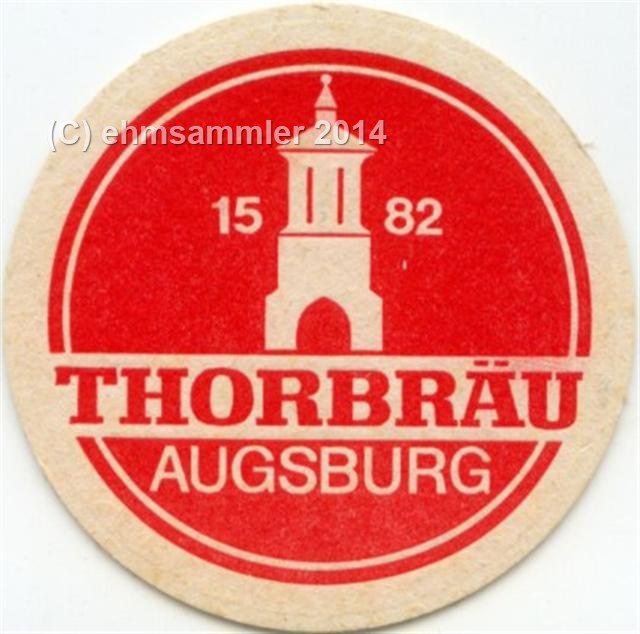 (C) ehmsammler 2014
15 82
THORBRÄU
AUGSBURG